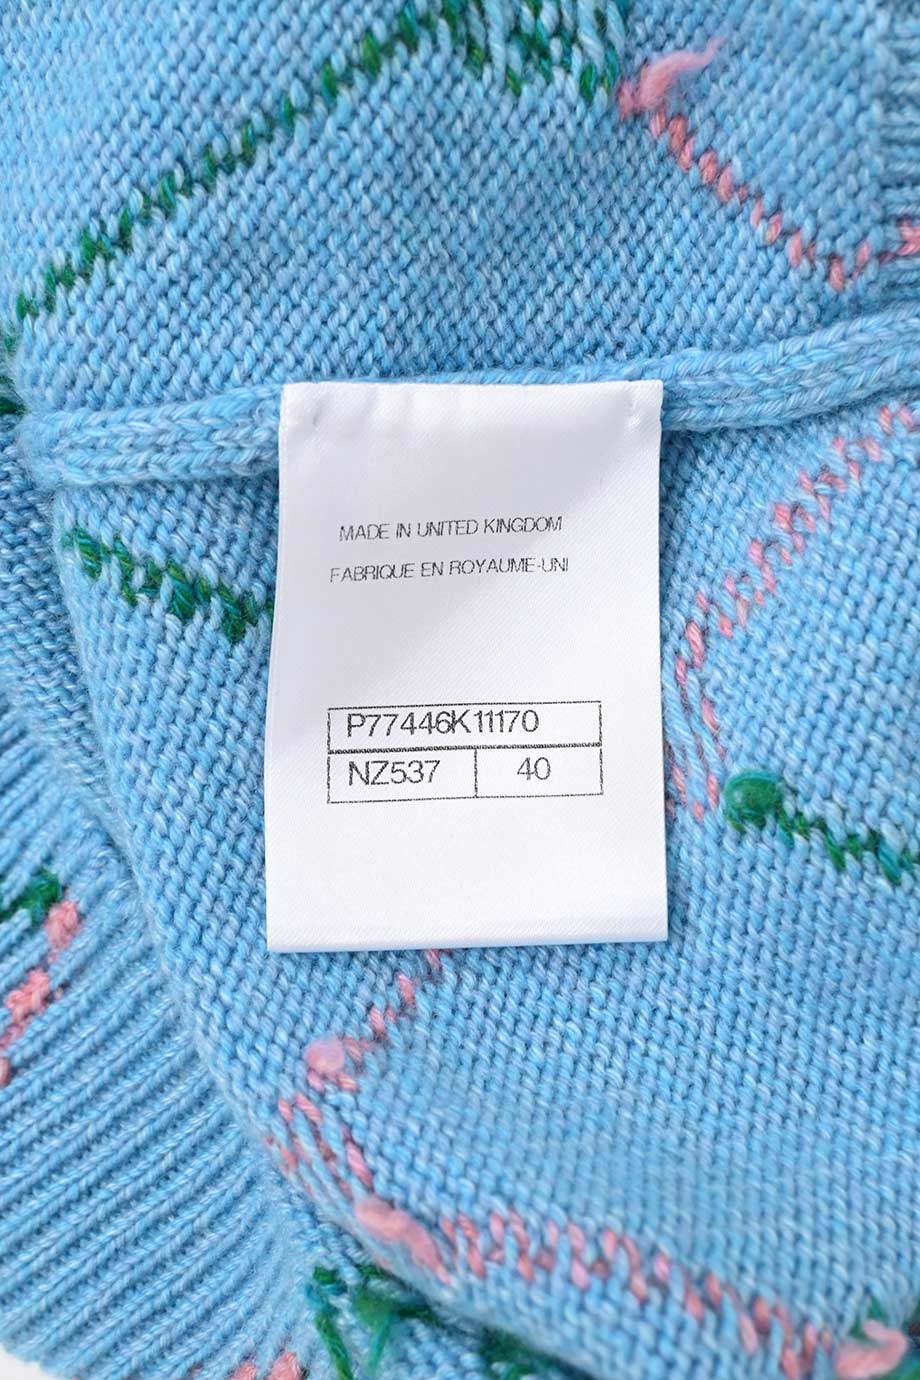 MADE IN UNITED KINGDOM
FABRIQUE EN ROYAUME-UNI
P77446K11170
NZ537 40